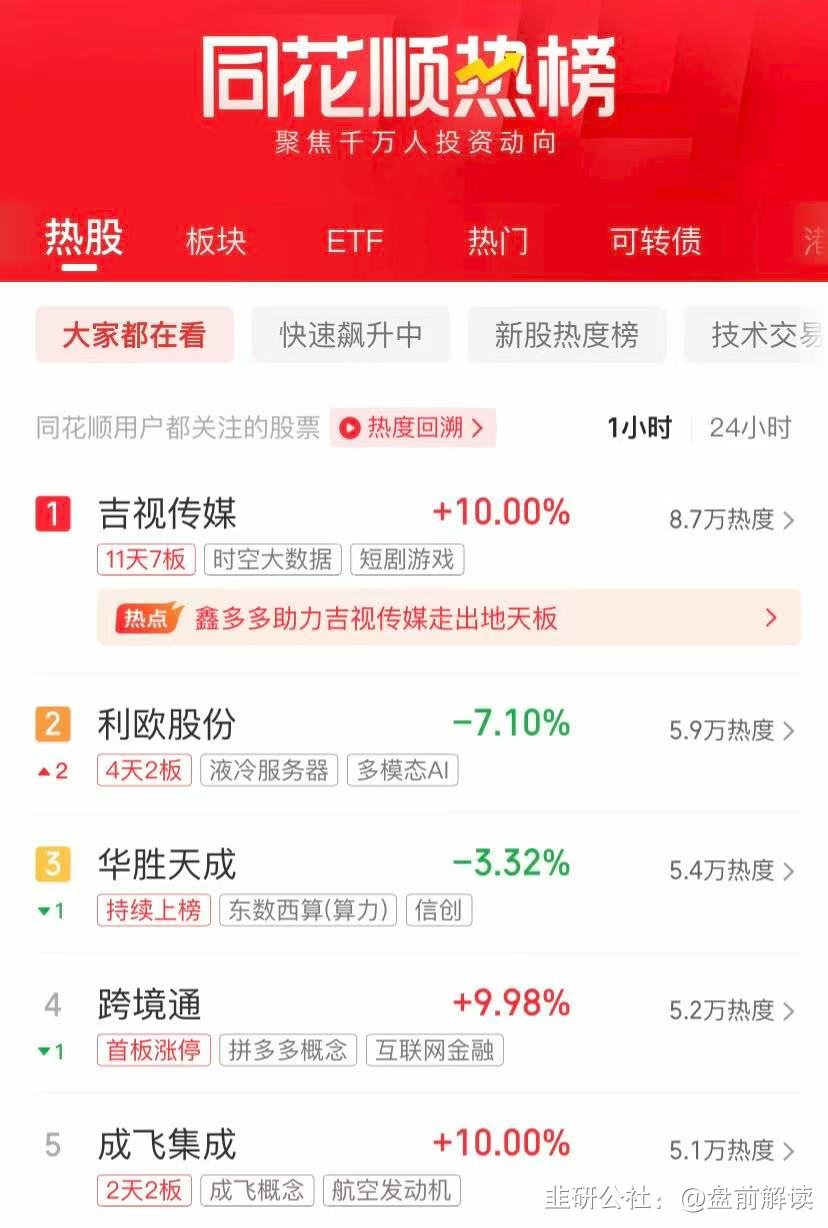 同花顺热榜
聚焦千万人投资动向
热股 板块 ETF 热门 可转债
大家都在看 快速飙升中 新股热度榜 技术交易
同花顺用户都关注的股票 热度回溯 > 1小时 24小时
1 吉视传媒 +10.00% 8.7万热度 >
11天7板 时空大数据 短剧游戏
热点 鑫多多助力吉视传媒走出地天板 >
2 利欧股份 -7.10% 5.9万热度 >
▲2 4天2板 液冷服务器 多模态AI
3 华胜天成 -3.32% 5.4万热度 >
▼1 持续上榜 东数西算(算力) 信创
4 跨境通 +9.98% 5.2万热度 >
▼1 首板涨停 拼多多概念 互联网金融
5 成飞集成 +10.00% 5.1万热度 >
2天2板 成飞概念 航空发动机
韭研公社：@盘前解读